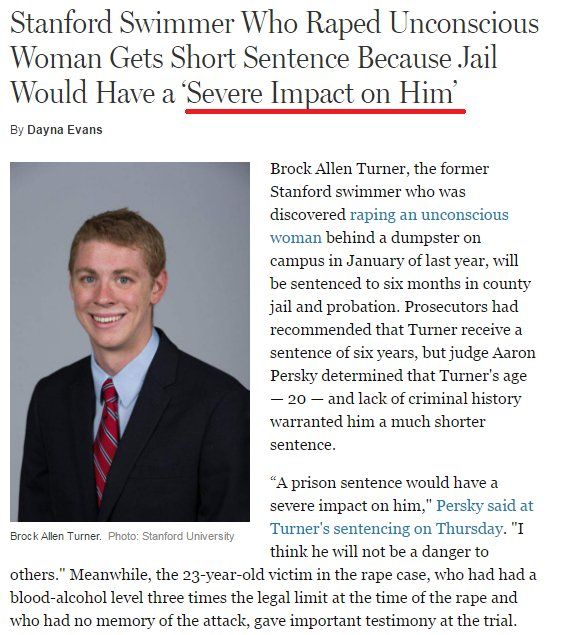 Stanford Swimmer Who Raped Unconscious
Woman Gets Short Sentence Because Jail
Would Have a ‘Severe Impact on Him’
By Dayna Evans
Brock Allen Turner, the former
Stanford swimmer who was
discovered raping an unconscious
woman behind a dumpster on
campus in January of last year, will
be sentenced to six months in county
jail and probation. Prosecutors had
recommended that Turner receive a
sentence of six years, but judge Aaron
Persky determined that Turner's age
— 20 — and lack of criminal history
warranted him a much shorter
sentence.
“A prison sentence would have a
severe impact on him," Persky said at
Turner's sentencing on Thursday. "I
think he will not be a danger to
others." Meanwhile, the 23-year-old victim in the rape case, who had had a
blood-alcohol level three times the legal limit at the time of the rape and
who had no memory of the attack, gave important testimony at the trial.
Brock Allen Turner. Photo: Stanford University